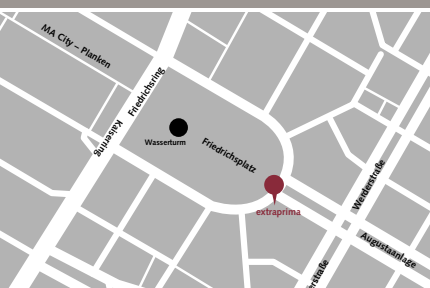 MA City – Planken
Friedrichsring
Kaiserring
Wasserturm
Friedrichsplatz
extraprima
Werderstraße
Augustaanlage